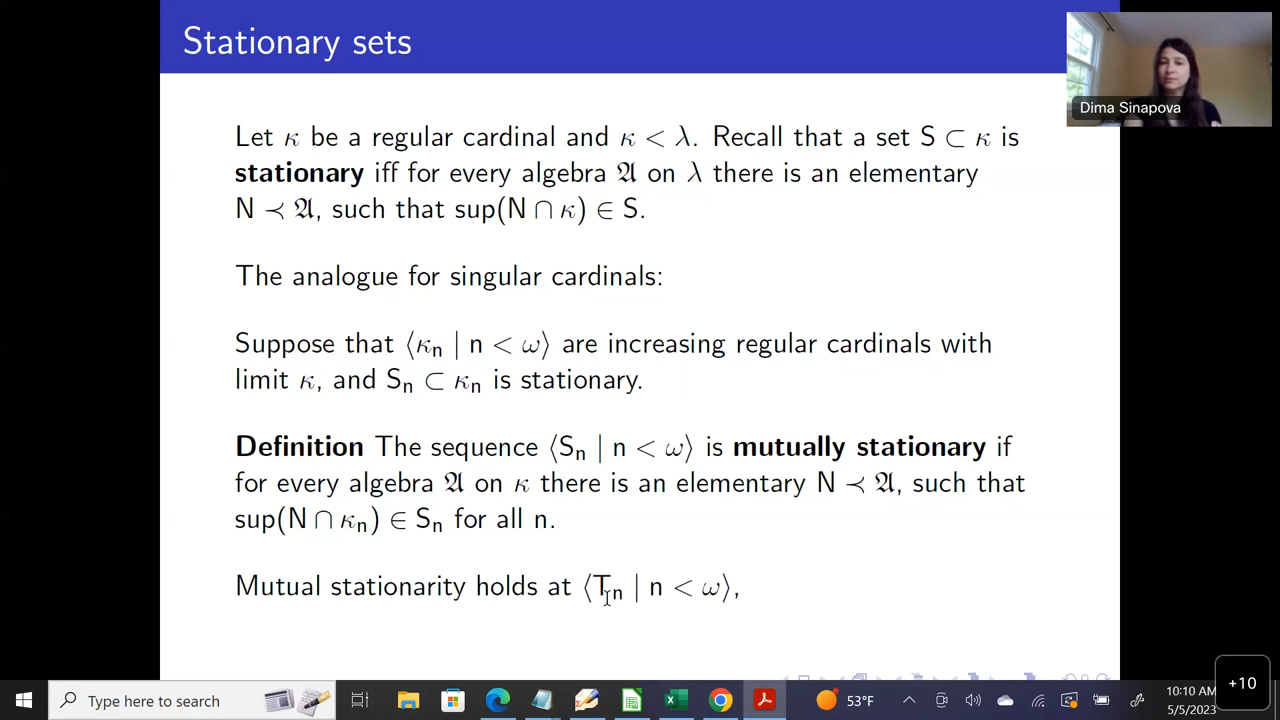 Stationary sets
Dima Sinapova
Let κ be a regular cardinal and κ < λ. Recall that a set S ⊂ κ is
stationary iff for every algebra 𝔄 on λ there is an elementary
N ≺ 𝔄, such that sup(N ∩ κ) ∈ S.
The analogue for singular cardinals:
Suppose that ⟨κₙ | n < ω⟩ are increasing regular cardinals with
limit κ, and Sₙ ⊂ κₙ is stationary.
Definition The sequence ⟨Sₙ | n < ω⟩ is mutually stationary if
for every algebra 𝔄 on κ there is an elementary N ≺ 𝔄, such that
sup(N ∩ κₙ) ∈ Sₙ for all n.
Mutual stationarity holds at ⟨Tₙ | n < ω⟩,
+10
Type here to search
53°F
10:10 AM
5/5/2023